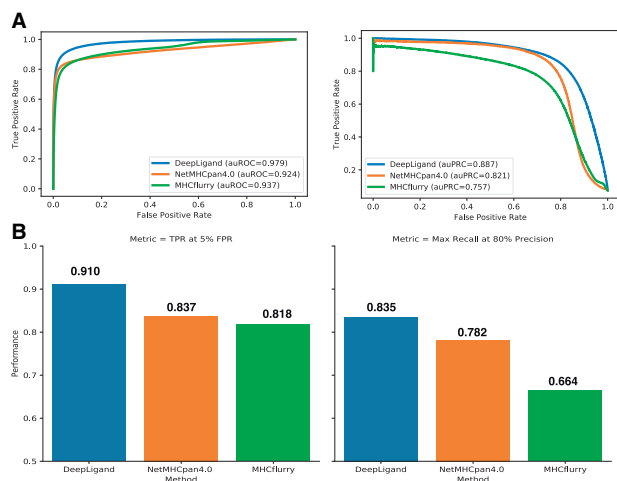 A
True Positive Rate
1.0
0.8
0.6
0.4
0.2
0.0
DeepLigand (auROC=0.979)
NetMHCpan4.0 (auROC=0.924)
MHCflurry (auROC=0.937)
0.0 0.2 0.4 0.6 0.8 1.0
False Positive Rate
True Positive Rate
1.0
0.8
0.6
0.4
0.2
DeepLigand (auPRC=0.887)
NetMHCpan4.0 (auPRC=0.821)
MHCflurry (auPRC=0.757)
0.0 0.2 0.4 0.6 0.8 1.0
False Positive Rate
B
Metric = TPR at 5% FPR
Performance
1.0
0.9
0.8
0.7
0.6
0.5
0.910
0.837
0.818
DeepLigand NetMHCpan4.0 MHCflurry
Method
Metric = Max Recall at 80% Precision
0.835
0.782
0.664
DeepLigand NetMHCpan4.0 MHCflurry
Method